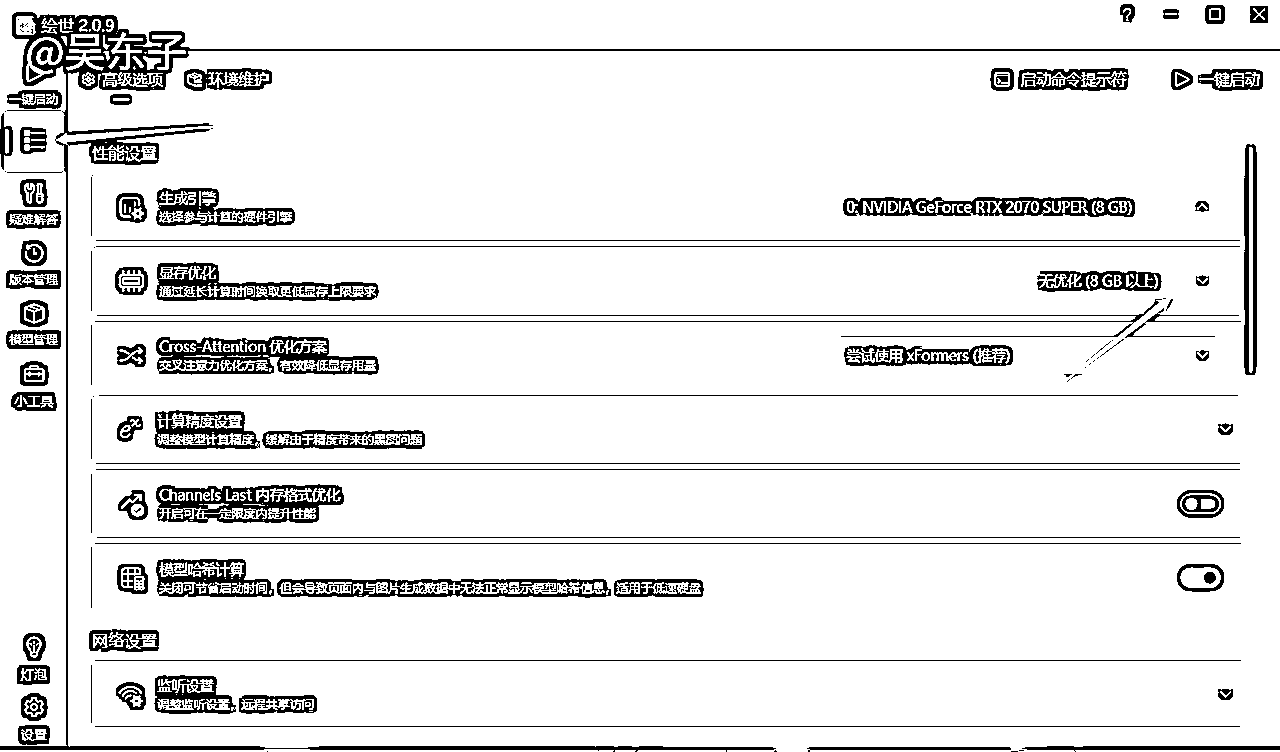 绘世 2.0.9
@吴东子
高级选项 环境维护 启动命令提示符 一键启动
一键启动
性能设置
生成引擎
选择参与计算的硬件引擎
0: NVIDIA GeForce RTX 2070 SUPER (8 GB)
疑难解答
显存优化
通过延长计算时间换取更低显存上限要求
无优化 (8 GB 以上)
版本管理
模型管理
Cross-Attention 优化方案
交叉注意力优化方案，有效降低显存用量
尝试使用 xFormers (推荐)
小工具
计算精度设置
调整模型计算精度，缓解由于精度带来的黑图问题
Channels Last 内存格式优化
开启可在一定限度内提升性能
模型哈希计算
关闭可节省启动时间，但会导致页面内与图片生成数据中无法正常显示模型哈希信息，适用于低速硬盘
网络设置
灯泡
监听设置
调整监听设置，远程共享访问
设置